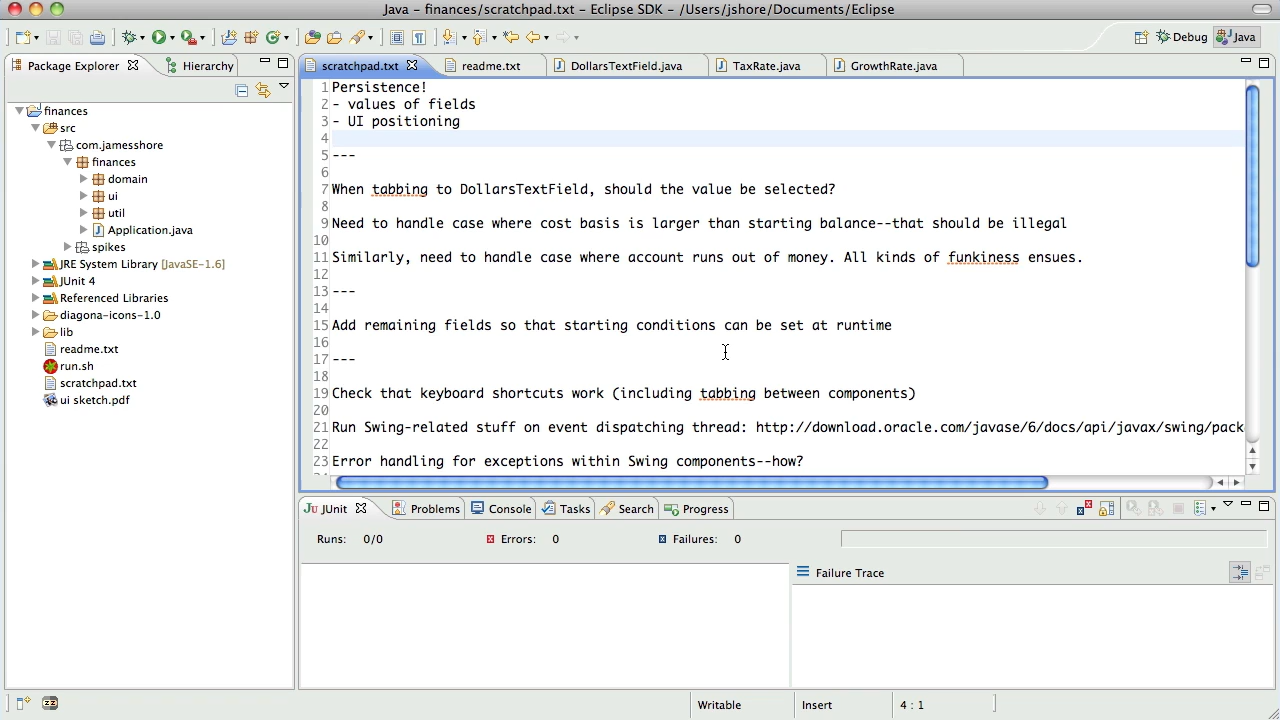 Java - finances/scratchpad.txt - Eclipse SDK - /Users/jshore/Documents/Eclipse
Debug
Java
Package Explorer
Hierarchy
finances
src
com.jamesshore
finances
domain
ui
util
Application.java
spikes
JRE System Library [JavaSE-1.6]
JUnit 4
Referenced Libraries
diagona-icons-1.0
lib
readme.txt
run.sh
scratchpad.txt
ui sketch.pdf
scratchpad.txt
readme.txt
DollarsTextField.java
TaxRate.java
GrowthRate.java
1 Persistence!
2 - values of fields
3 - UI positioning
4
5 ---
6
7 When tabbing to DollarsTextField, should the value be selected?
8
9 Need to handle case where cost basis is larger than starting balance--that should be illegal
10
11 Similarly, need to handle case where account runs out of money. All kinds of funkiness ensues.
12
13 ---
14
15 Add remaining fields so that starting conditions can be set at runtime
16
17 ---
18
19 Check that keyboard shortcuts work (including tabbing between components)
20
21 Run Swing-related stuff on event dispatching thread: http://download.oracle.com/javase/6/docs/api/javax/swing/pack
22
23 Error handling for exceptions within Swing components--how?
JUnit
Problems
Console
Tasks
Search
Progress
Runs: 0/0
Errors: 0
Failures: 0
Failure Trace
Writable
Insert
4 : 1